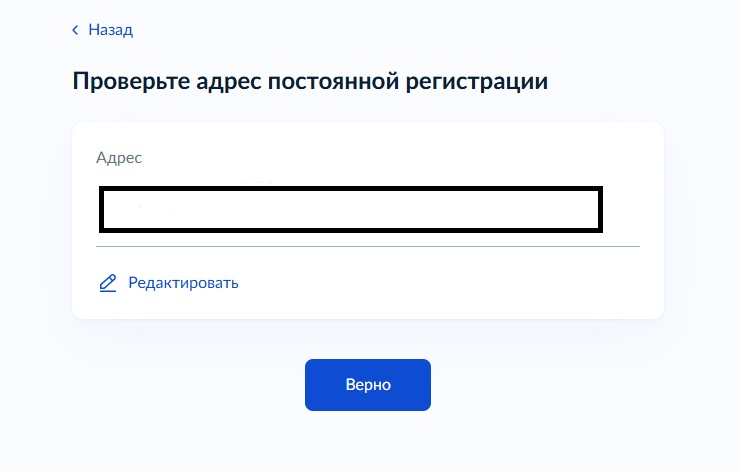 Назад
Проверьте адрес постоянной регистрации
Адрес
Редактировать
Верно